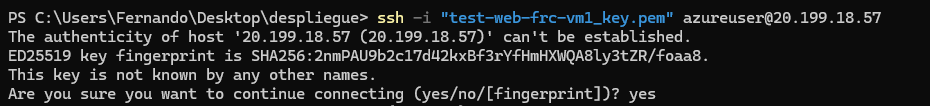 PS C:\Users\Fernando\Desktop\despliegue> ssh -i "test-web-frc-vm1_key.pem" azureuser@20.199.18.57
The authenticity of host '20.199.18.57 (20.199.18.57)' can't be established.
ED25519 key fingerprint is SHA256:2nmPAU9b2c17d42kxBf3rYfHmHXWQA8ly3tZR/foaa8.
This key is not known by any other names.
Are you sure you want to continue connecting (yes/no/[fingerprint])? yes